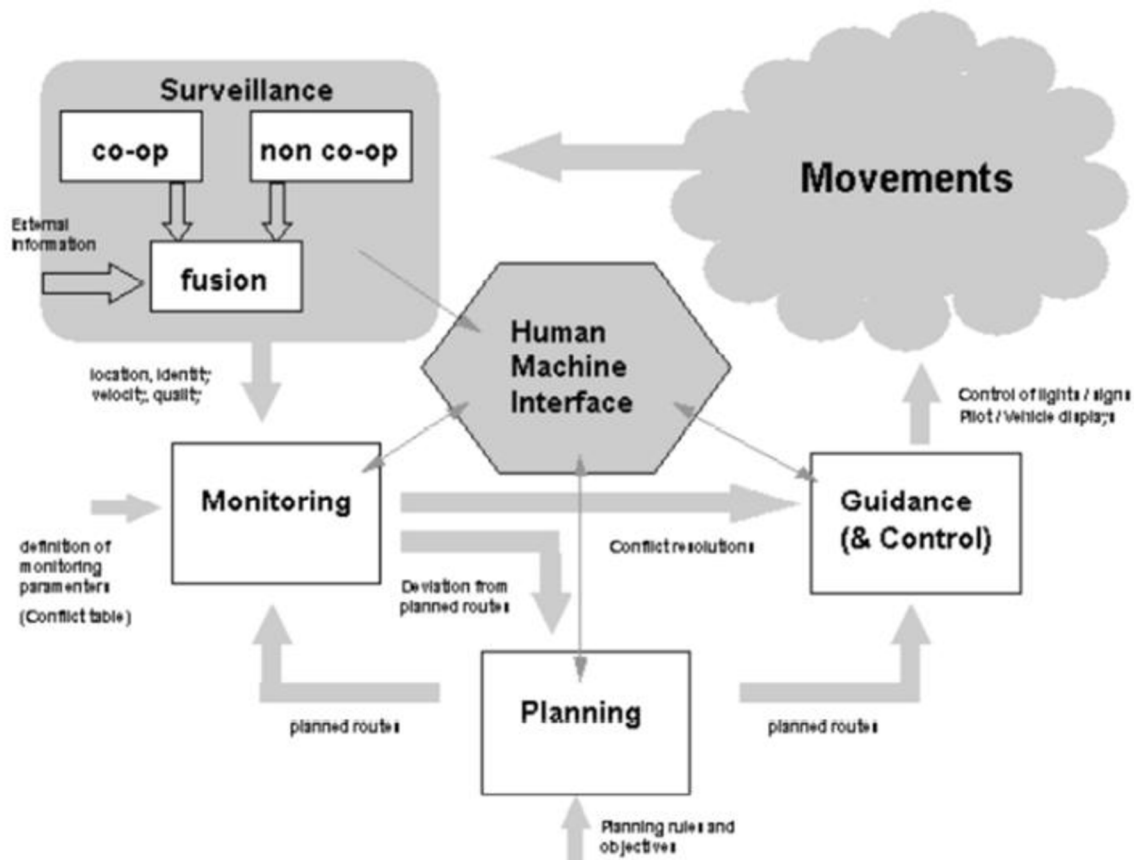 Surveillance
co-op
non co-op
External
information
fusion
Movements
Human
Machine
Interface
location, identity,
velocity, quality
Control of lights / signs
Pilot / Vehicle displays
Monitoring
Guidance
(& Control)
definition of
monitoring
paramenters
(Conflict table)
Conflict resolutions
Deviation from
planned routes
Planning
planned routes
planned routes
Planning rules and
objectives